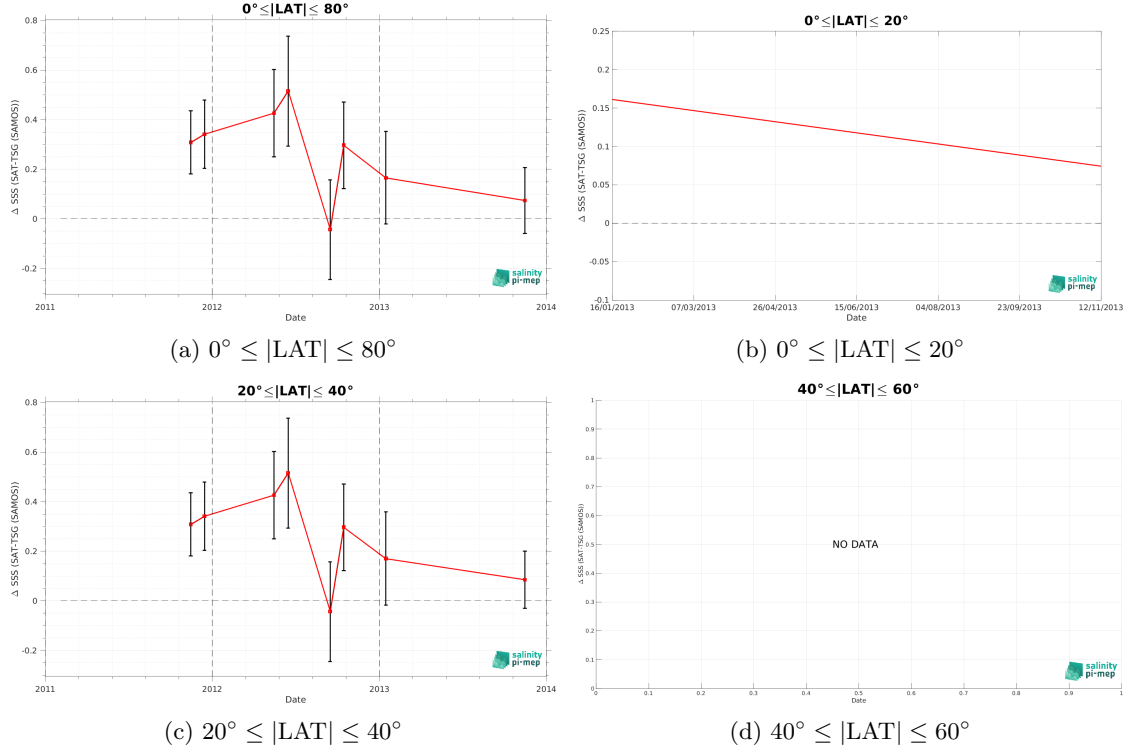 0°≤|LAT|≤ 80°
Δ SSS (SAT-TSG (SAMOS))
0.8
0.6
0.4
0.2
0
-0.2
2011
2012
2013
2014
Date
salinity
pi-mep
(a) 0° ≤ |LAT| ≤ 80°
0°≤|LAT|≤ 20°
Δ SSS (SAT-TSG (SAMOS))
0.25
0.2
0.15
0.1
0.05
0
-0.05
-0.1
16/01/2013
07/03/2013
26/04/2013
15/06/2013
04/08/2013
23/09/2013
12/11/2013
Date
salinity
pi-mep
(b) 0° ≤ |LAT| ≤ 20°
20°≤|LAT|≤ 40°
Δ SSS (SAT-TSG (SAMOS))
0.8
0.6
0.4
0.2
0
-0.2
2011
2012
2013
2014
Date
salinity
pi-mep
(c) 20° ≤ |LAT| ≤ 40°
40°≤|LAT|≤ 60°
Δ SSS (SAT-TSG (SAMOS))
1
0.9
0.8
0.7
0.6
0.5
0.4
0.3
0.2
0.1
0
NO DATA
0
0.1
0.2
0.3
0.4
0.5
0.6
0.7
0.8
0.9
1
Date
salinity
pi-mep
(d) 40° ≤ |LAT| ≤ 60°